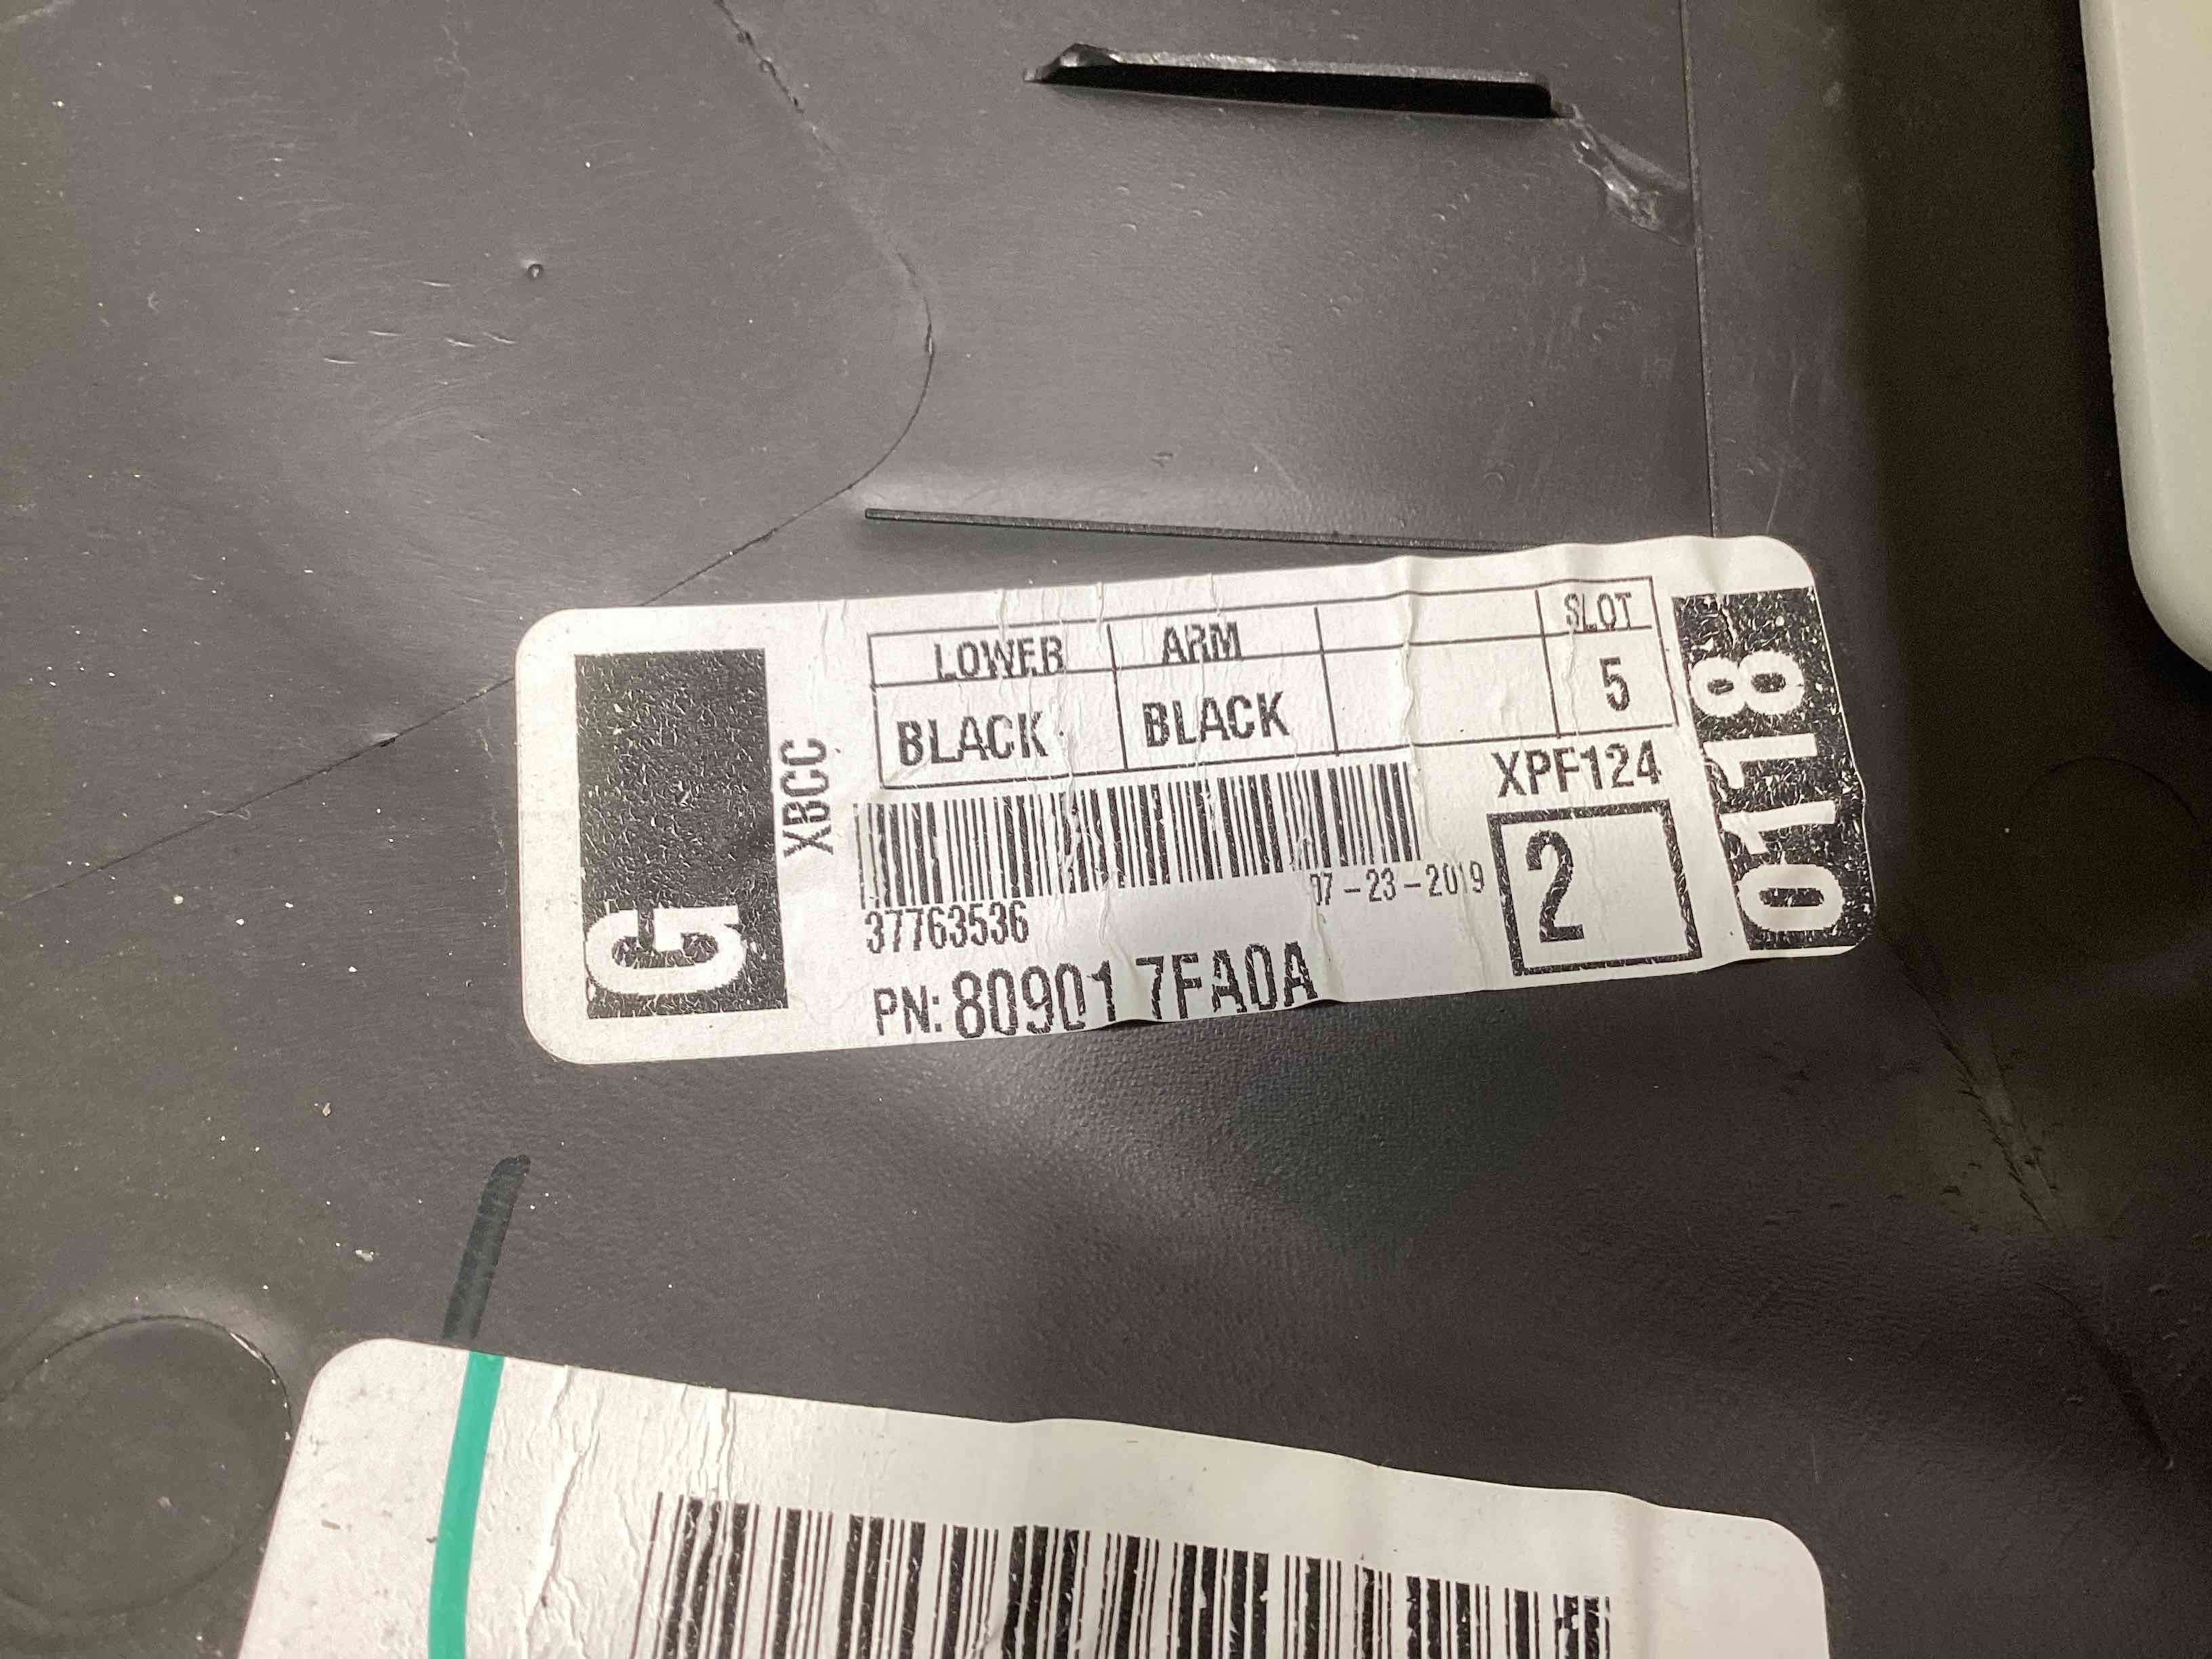 LOWER ARM SLOT
BLACK BLACK 5
G
XBCC
XPF124
2
0118
07-23-2019
37763536
PN: 80901 7FA0A